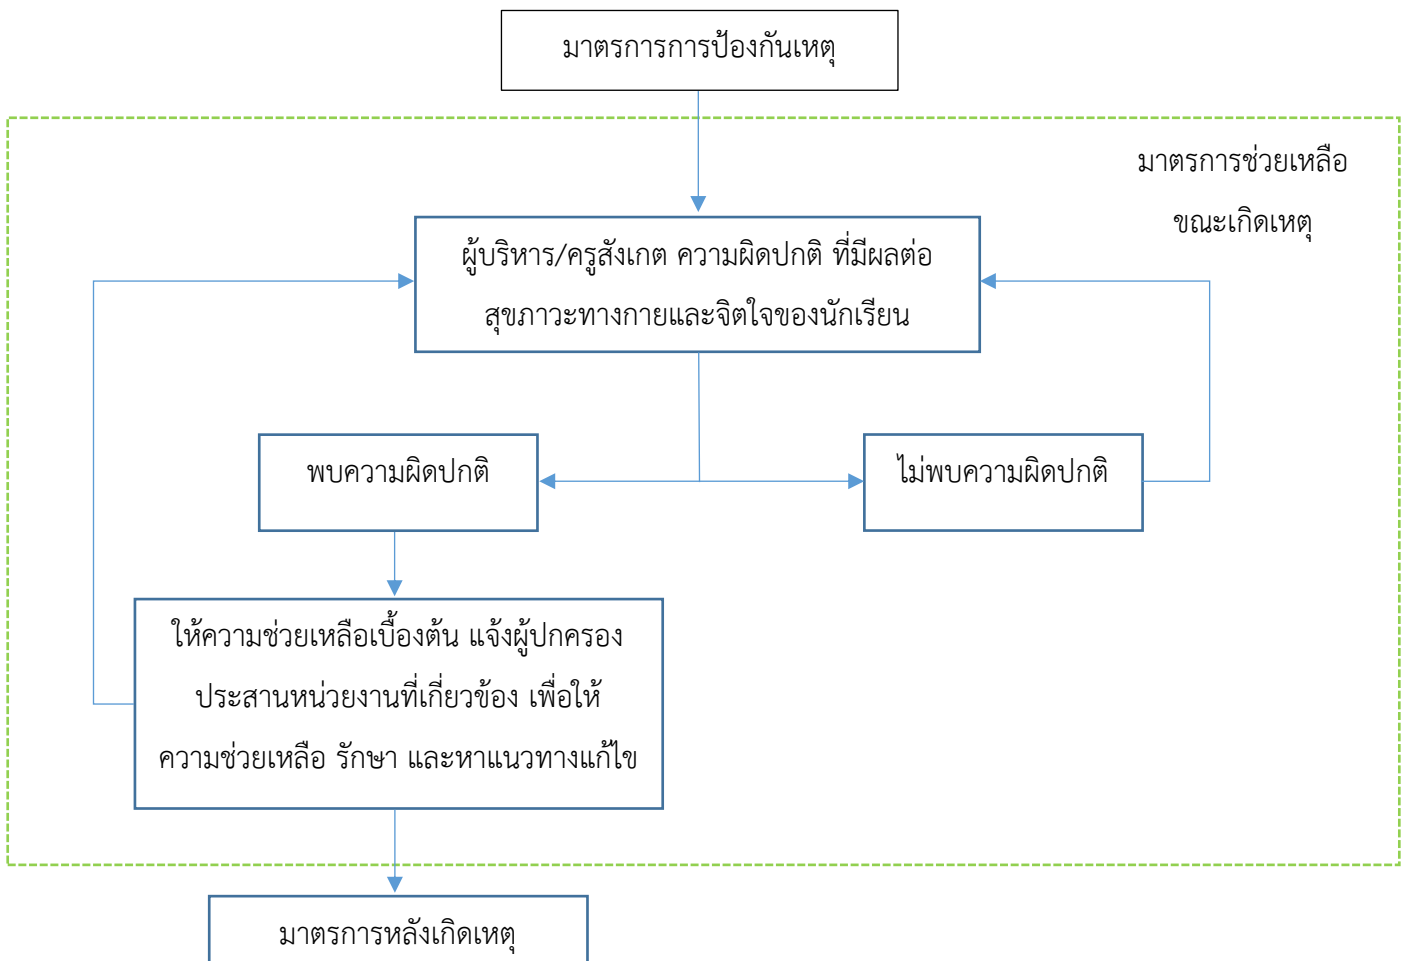 มาตรการการป้องกันเหตุ
มาตรการช่วยเหลือ
ขณะเกิดเหตุ
ผู้บริหาร/ครูสังเกต ความผิดปกติ ที่มีผลต่อ
สุขภาวะทางกายและจิตใจของนักเรียน
พบความผิดปกติ
ไม่พบความผิดปกติ
ให้ความช่วยเหลือเบื้องต้น แจ้งผู้ปกครอง
ประสานหน่วยงานที่เกี่ยวข้อง เพื่อให้
ความช่วยเหลือ รักษา และหาแนวทางแก้ไข
มาตรการหลังเกิดเหตุ